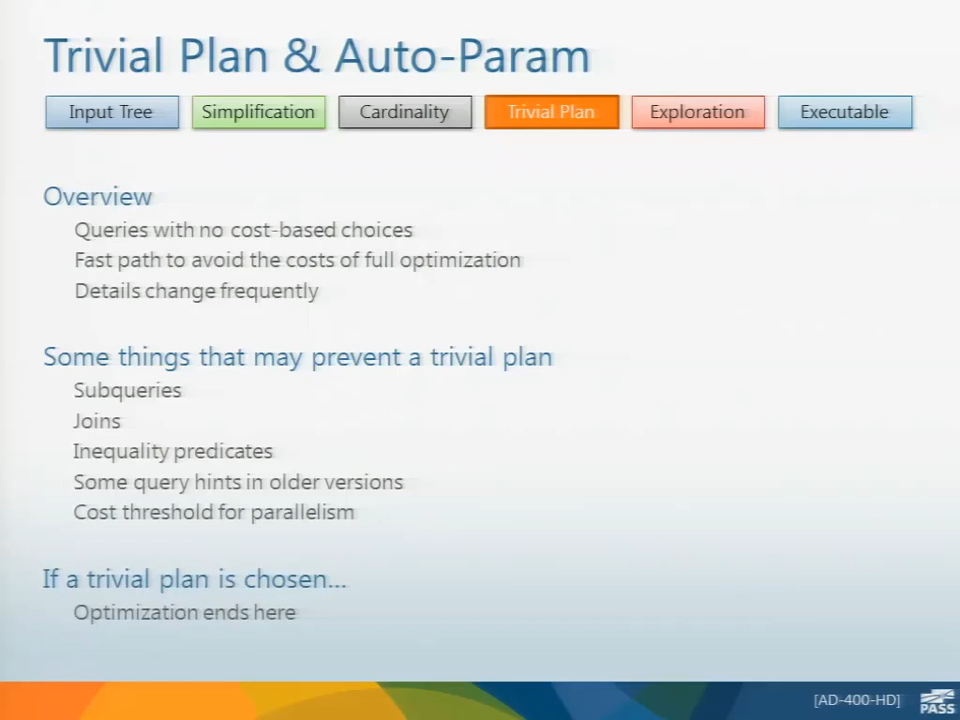 Trivial Plan & Auto-Param
Input Tree
Simplification
Cardinality
Trivial Plan
Exploration
Executable
Overview
Queries with no cost-based choices
Fast path to avoid the costs of full optimization
Details change frequently
Some things that may prevent a trivial plan
Subqueries
Joins
Inequality predicates
Some query hints in older versions
Cost threshold for parallelism
If a trivial plan is chosen...
Optimization ends here
[AD-400-HD]
PASS